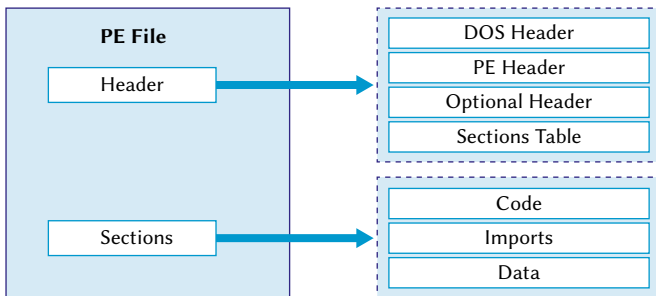 PE File
Header
Sections
DOS Header
PE Header
Optional Header
Sections Table
Code
Imports
Data